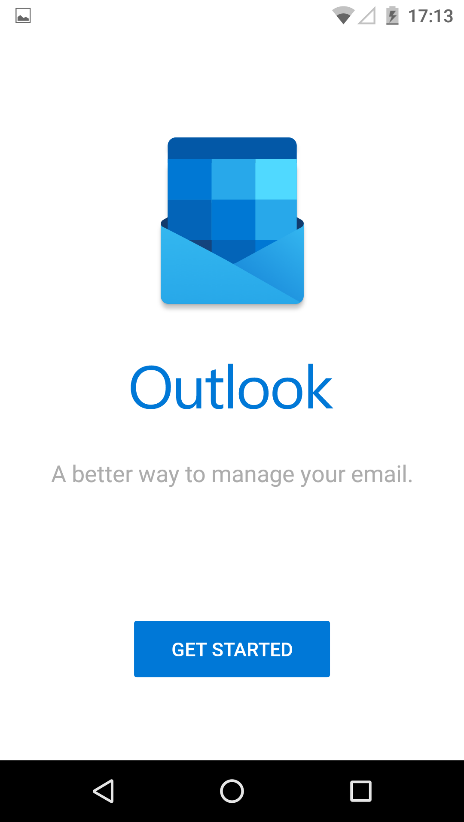 17:13
Outlook
A better way to manage your email.
GET STARTED